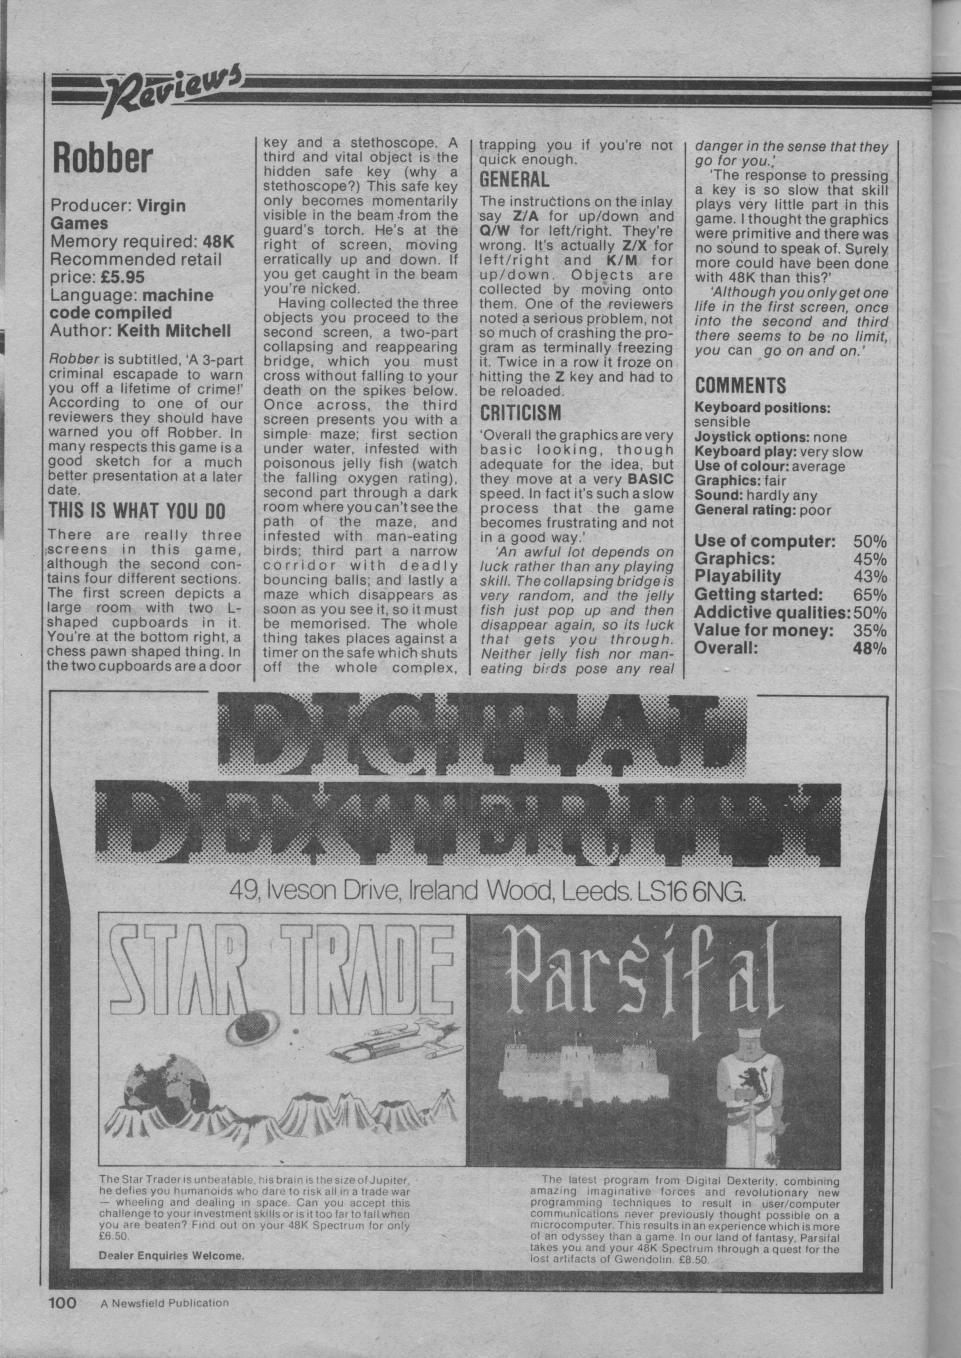 Reviews
Robber
Producer: Virgin
Games
Memory required: 48K
Recommended retail
price: £5.95
Language: machine
code compiled
Author: Keith Mitchell
Robber is subtitled, 'A 3-part
criminal escapade to warn
you off a lifetime of crime!'
According to one of our
reviewers they should have
warned you off Robber. In
many respects this game is a
good sketch for a much
better presentation at a later
date.
THIS IS WHAT YOU DO
There are really three
screens in this game,
although the second con-
tains four different sections.
The first screen depicts a
large room with two L-
shaped cupboards in it.
You're at the bottom right, a
chess pawn shaped thing. In
the two cupboards are a door
key and a stethoscope. A
third and vital object is the
hidden safe key (why a
stethoscope?) This safe key
only becomes momentarily
visible in the beam from the
guard's torch. He's at the
right of screen, moving
erratically up and down. If
you get caught in the beam
you're nicked.
Having collected the three
objects you proceed to the
second screen, a two-part
collapsing and reappearing
bridge, which you must
cross without falling to your
death on the spikes below.
Once across, the third
screen presents you with a
simple maze; first section
under water, infested with
poisonous jelly fish (watch
the falling oxygen rating),
second part through a dark
room where you can't see the
path of the maze, and
infested with man-eating
birds; third part a narrow
corridor with deadly
bouncing balls; and lastly a
maze which disappears as
soon as you see it, so it must
be memorised. The whole
thing takes places against a
timer on the safe which shuts
off the whole complex,
trapping you if you're not
quick enough.
GENERAL
The instructions on the inlay
say Z/A for up/down and
Q/W for left/right. They're
wrong. It's actually Z/X for
left/right and K/M for
up/down. Objects are
collected by moving onto
them. One of the reviewers
noted a serious problem, not
so much of crashing the pro-
gram as terminally freezing
it. Twice in a row it froze on
hitting the Z key and had to
be reloaded.
CRITICISM
'Overall the graphics are very
basic looking, though
adequate for the idea, but
they move at a very BASIC
speed. In fact it's such a slow
process that the game
becomes frustrating and not
in a good way.'
'An awful lot depends on
luck rather than any playing
skill. The collapsing bridge is
very random, and the jelly
fish just pop up and then
disappear again, so its luck
that gets you through.
Neither jelly fish nor man-
eating birds pose any real
danger in the sense that they
go for you.'
'The response to pressing
a key is so slow that skill
plays very little part in this
game. I thought the graphics
were primitive and there was
no sound to speak of. Surely
more could have been done
with 48K than this?'
'Although you only get one
life in the first screen, once
into the second and third
there seems to be no limit,
you can go on and on.'
COMMENTS
Keyboard positions:
sensible
Joystick options: none
Keyboard play: very slow
Use of colour: average
Graphics: fair
Sound: hardly any
General rating: poor
Use of computer: 50%
Graphics: 45%
Playability 43%
Getting started: 65%
Addictive qualities: 50%
Value for money: 35%
Overall: 48%
DIGITAL
DEXTERITY
49, Iveson Drive, Ireland Wood, Leeds. LS16 6NG.
STAR TRADE
Parsifal
The Star Trader is unbeatable, his brain is the size of Jupiter,
he defies you humanoids who dare to risk all in a trade war
— wheeling and dealing in space. Can you accept this
challenge to your investment skills or is it too far to fall when
you are beaten? Find out on your 48K Spectrum for only
£6.50.
Dealer Enquiries Welcome.
The latest program from Digital Dexterity, combining
amazing imaginative forces and revolutionary new
programming techniques to result in user/computer
communications never previously thought possible on a
microcomputer. This results in an experience which is more
of an odyssey than a game. In our land of fantasy, Parsifal
takes you and your 48K Spectrum through a quest for the
lost artifacts of Gwendolin. £8.50.
100 A Newsfield Publication